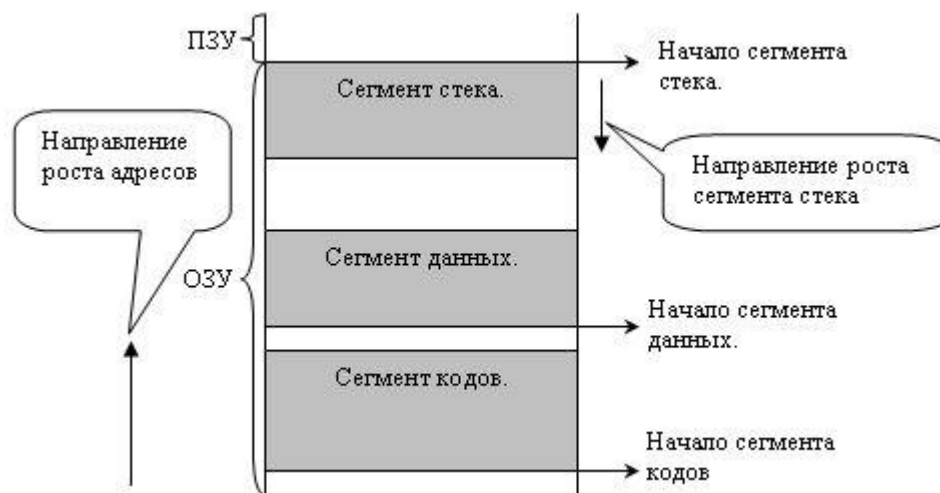 ПЗУ
Начало сегмента
стека.
Сегмент стека.
Направление
роста адресов
Направление роста
сегмента стека
Сегмент данных.
ОЗУ
Начало сегмента
данных.
Сегмент кодов.
Начало сегмента
кодов